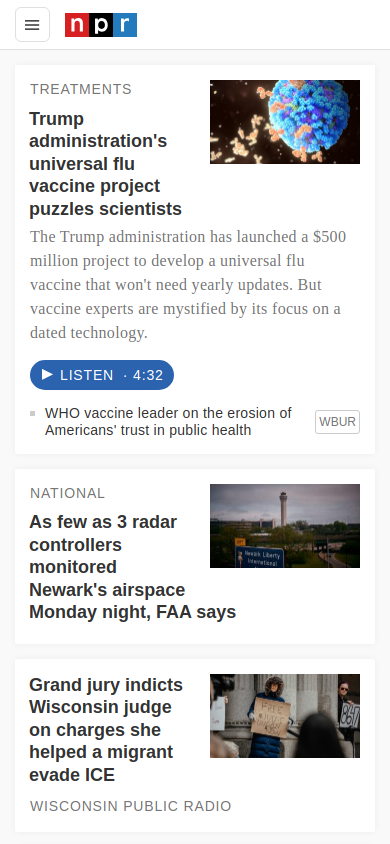 npr
TREATMENTS
Trump
administration's
universal flu
vaccine project
puzzles scientists
The Trump administration has launched a $500
million project to develop a universal flu
vaccine that won't need yearly updates. But
vaccine experts are mystified by its focus on a
dated technology.
LISTEN · 4:32
WHO vaccine leader on the erosion of
Americans' trust in public health
WBUR
NATIONAL
As few as 3 radar
controllers
monitored
Newark's airspace
Monday night, FAA says
Newark Liberty
International
Grand jury indicts
Wisconsin judge
on charges she
helped a migrant
evade ICE
WISCONSIN PUBLIC RADIO